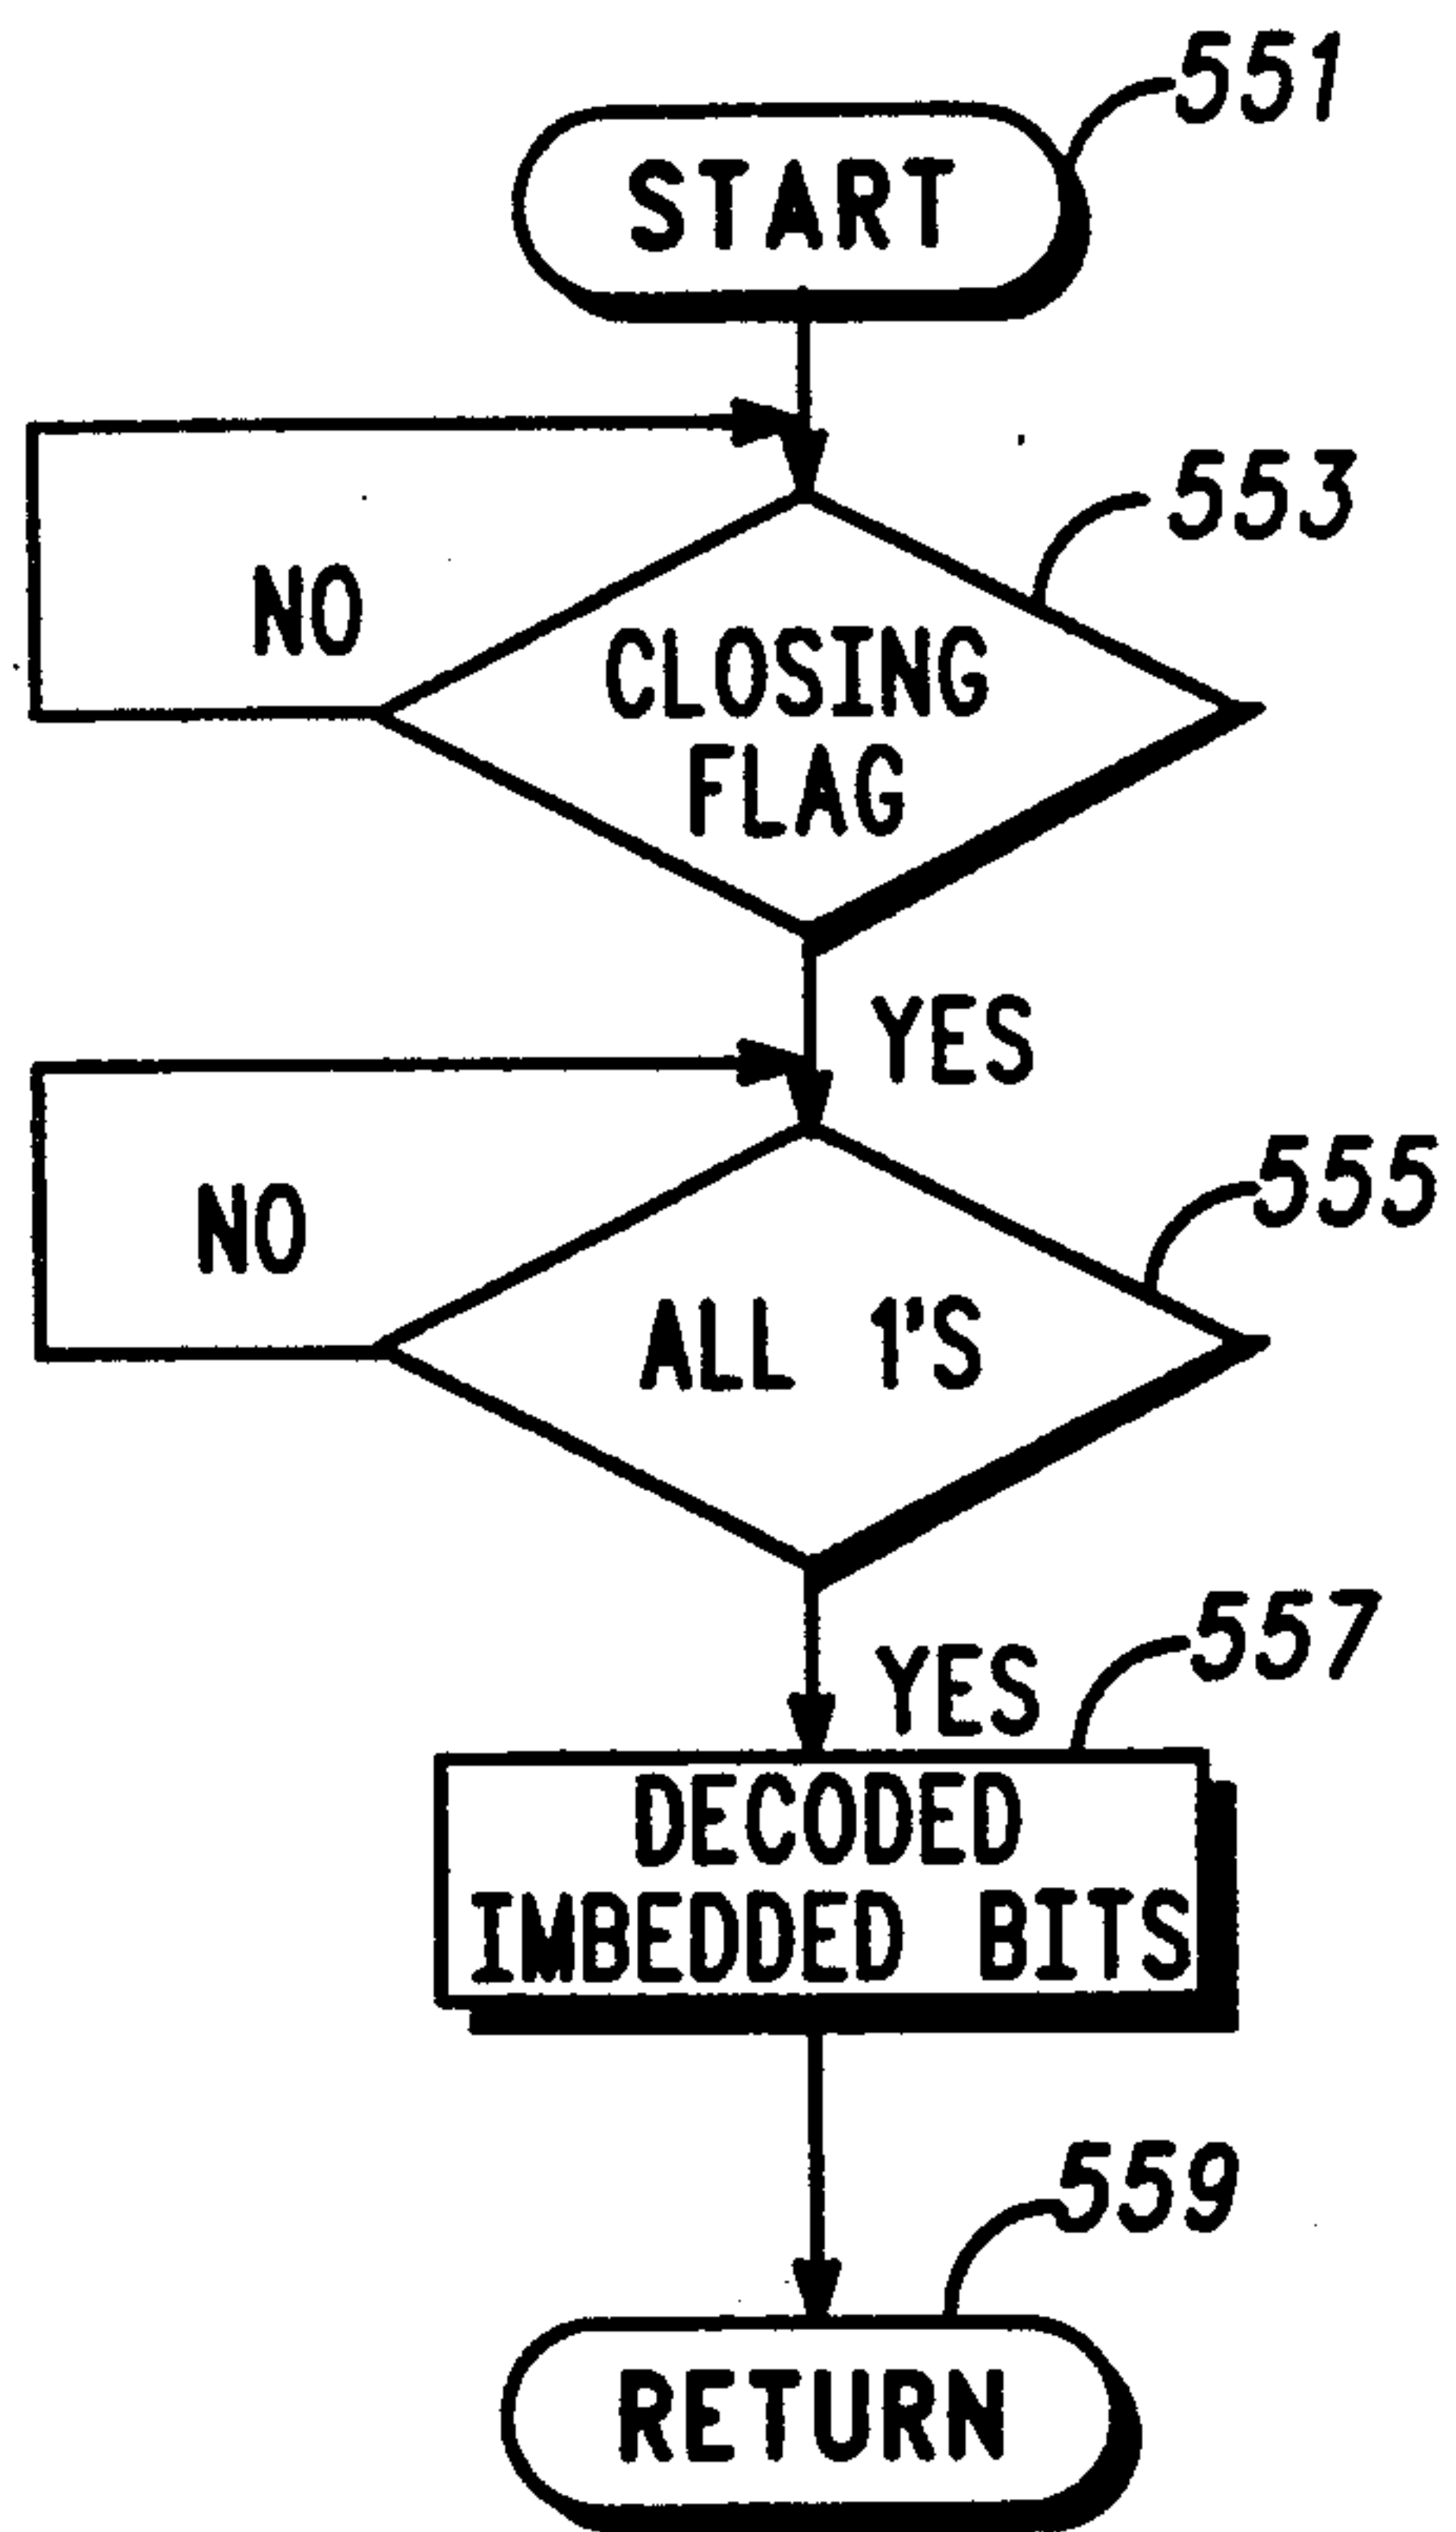 551
START
553
NO
CLOSING
FLAG
YES
555
NO
ALL 1'S
557
YES
DECODED
IMBEDDED BITS
559
RETURN